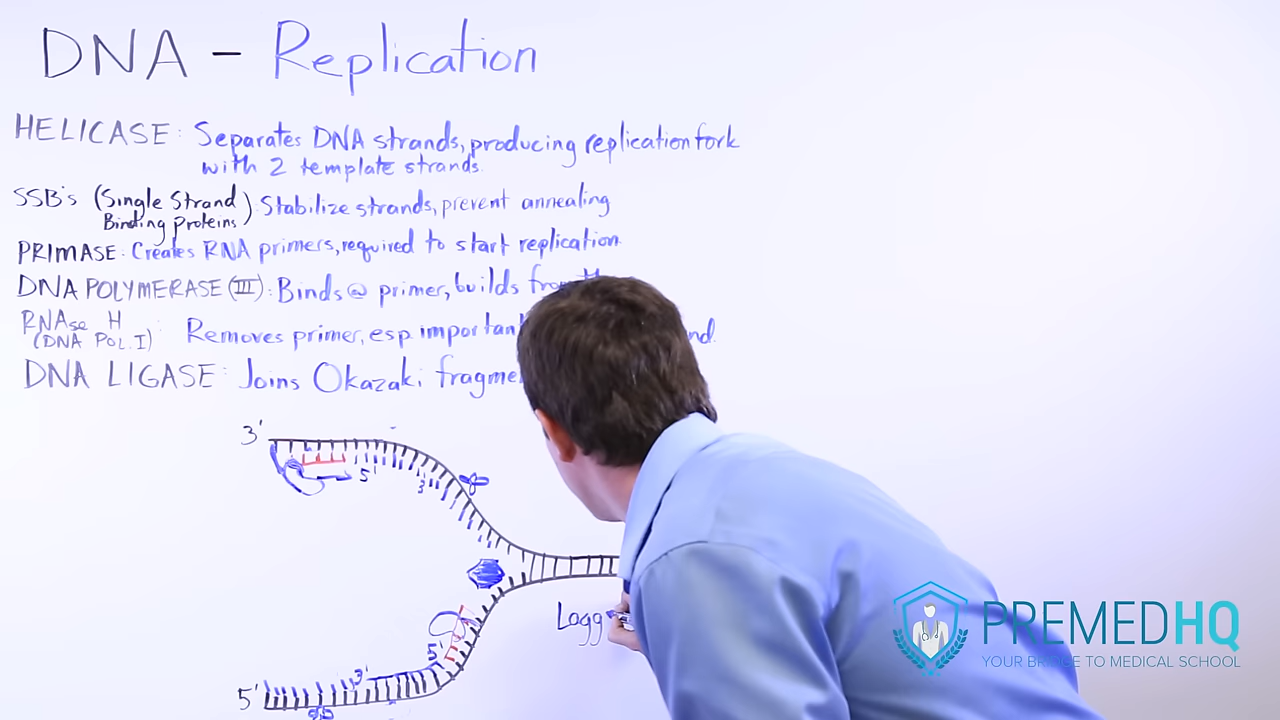 DNA - Replication
HELICASE: Separates DNA strands, producing replication fork
with 2 template strands.
SSB's (Single Strand Binding Proteins): Stabilize strands, prevent annealing
PRIMASE: Creates RNA primers, required to start replication
DNA POLYMERASE (III): Binds @ primer, builds from
RNAse H (DNA Pol. I): Removes primer, esp. important
DNA LIGASE: Joins Okazaki
3'
5'
3'
5'
3'
5'
Lagg
PREMEDHQ
YOUR BRIDGE TO MEDICAL SCHOOL